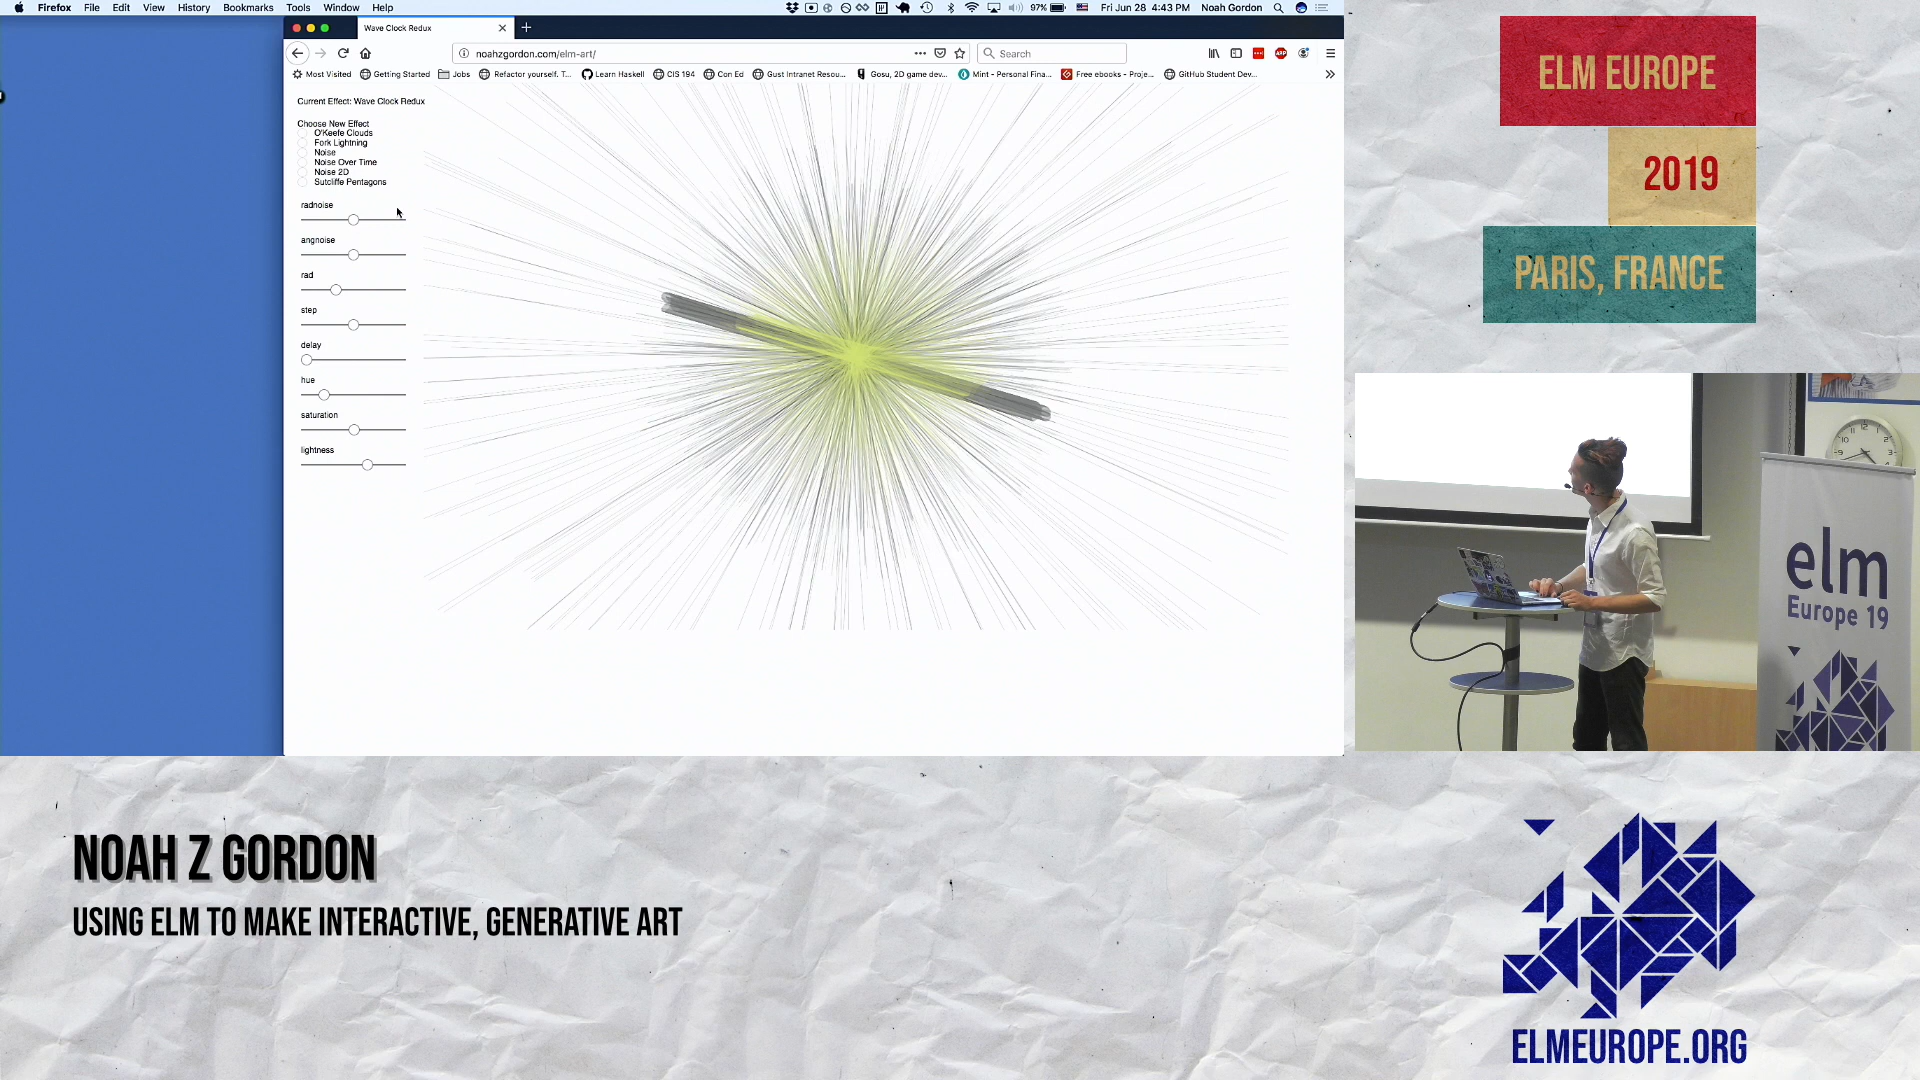 Firefox File Edit View History Bookmarks Tools Window Help
97% Fri Jun 28 4:43 PM Noah Gordon
Wave Clock Redux
noahzgordon.com/elm-art/
Search
Most Visited Getting Started Jobs Refactor yourself. T... Learn Haskell CIS 194 Con Ed Gust Intranet Resou... Gosu, 2D game dev... Mint - Personal Fina... Free ebooks - Proje... GitHub Student Dev...
Current Effect: Wave Clock Redux
Choose New Effect
O'Keefe Clouds
Fork Lightning
Noise
Noise Over Time
Noise 2D
Sutcliffe Pentagons
radnoise
angnoise
rad
step
delay
hue
saturation
lightness
ELM EUROPE
2019
PARIS, FRANCE
elm
Europe 19
NOAH Z GORDON
USING ELM TO MAKE INTERACTIVE, GENERATIVE ART
ELMEUROPE.ORG